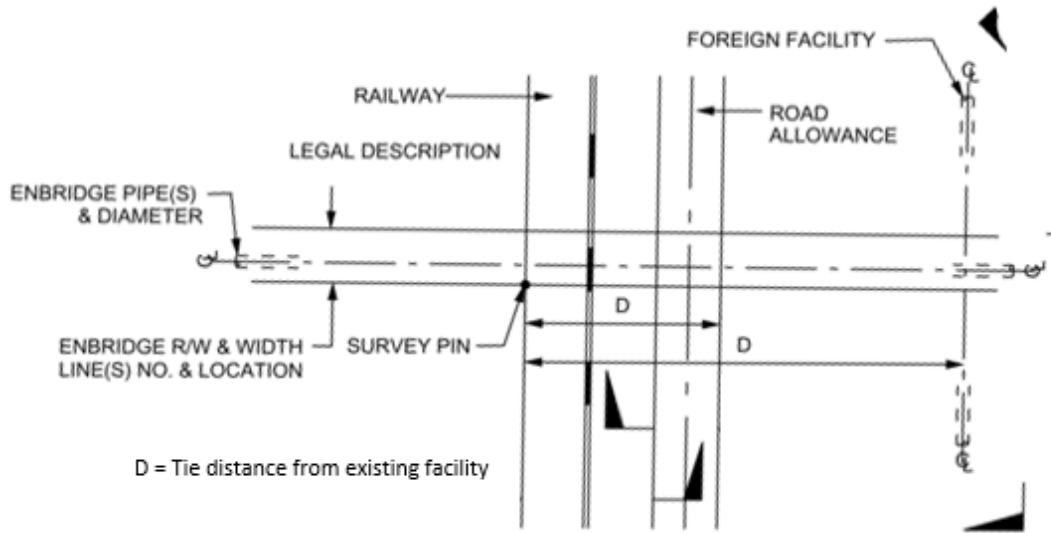 FOREIGN FACILITY
RAILWAY
ROAD
ALLOWANCE
LEGAL DESCRIPTION
ENBRIDGE PIPE(S)
& DIAMETER
D
ENBRIDGE R/W & WIDTH
LINE(S) NO. & LOCATION
SURVEY PIN
D
D = Tie distance from existing facility